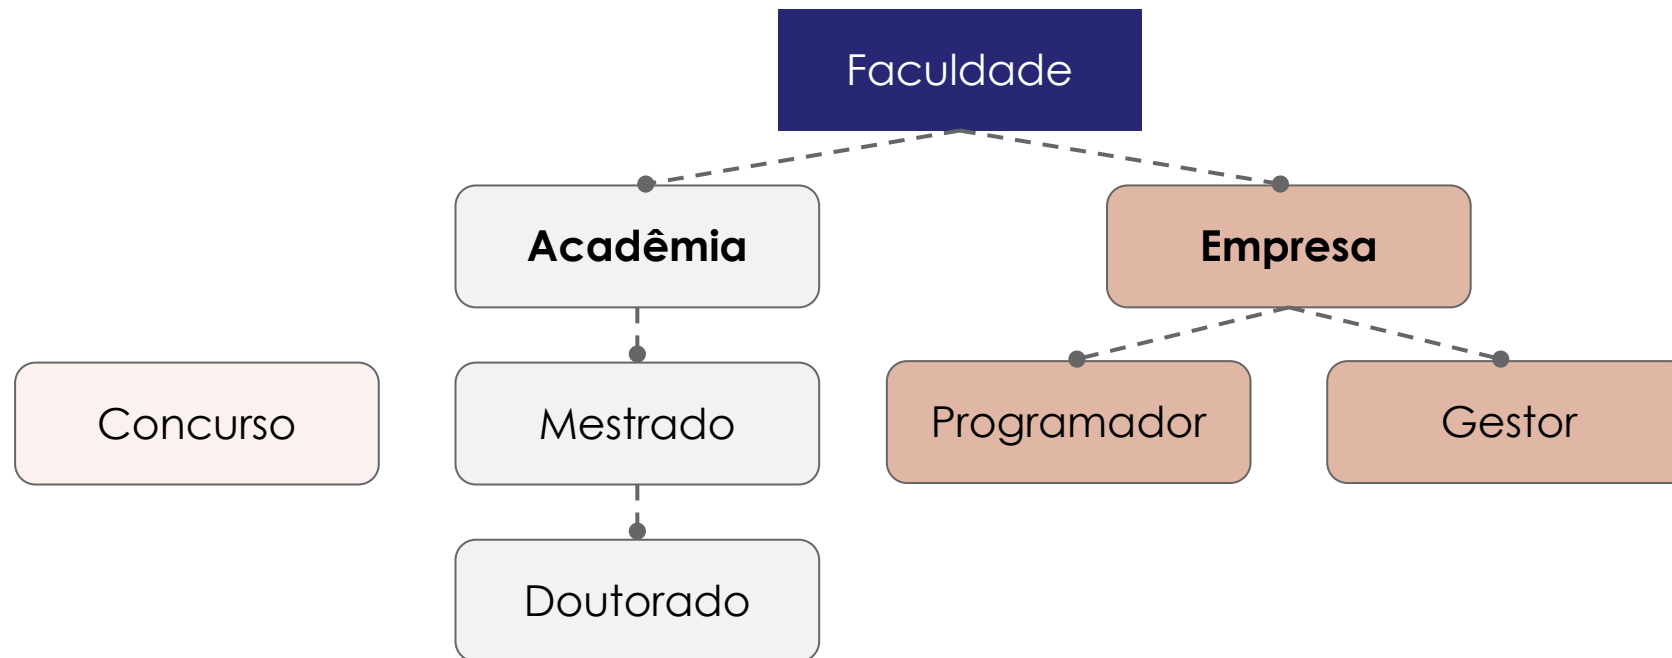 Faculdade
Acadêmia
Empresa
Concurso
Mestrado
Programador
Gestor
Doutorado